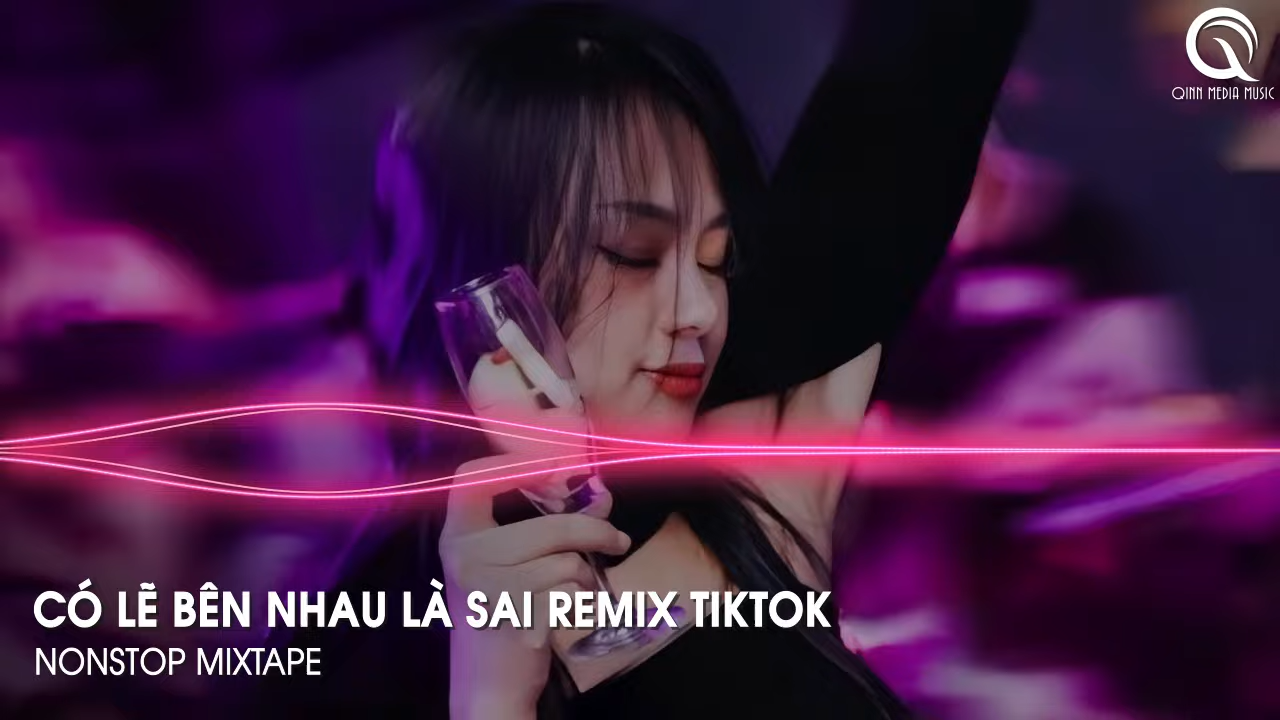 QINN MEDIA MUSIC
CÓ LẼ BÊN NHAU LÀ SAI REMIX TIKTOK
NONSTOP MIXTAPE